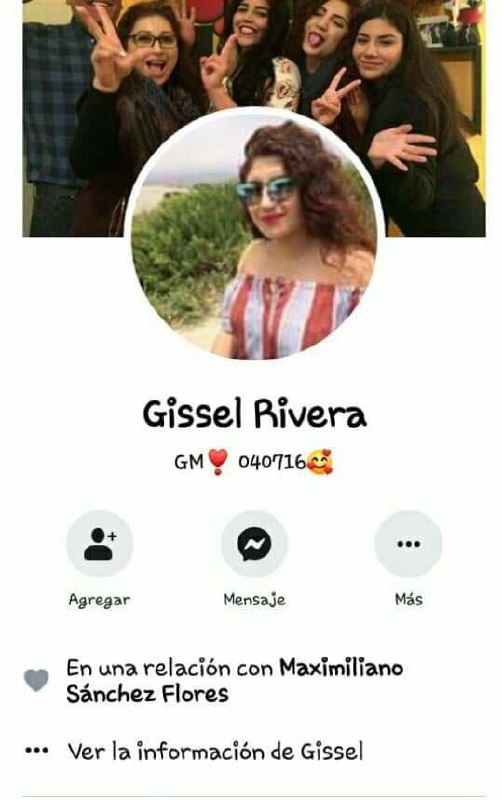 Gissel Rivera
GM❣️ 040716🥰
Agregar
Mensaje
Más
En una relación con Maximiliano
Sánchez Flores
Ver la información de Gissel